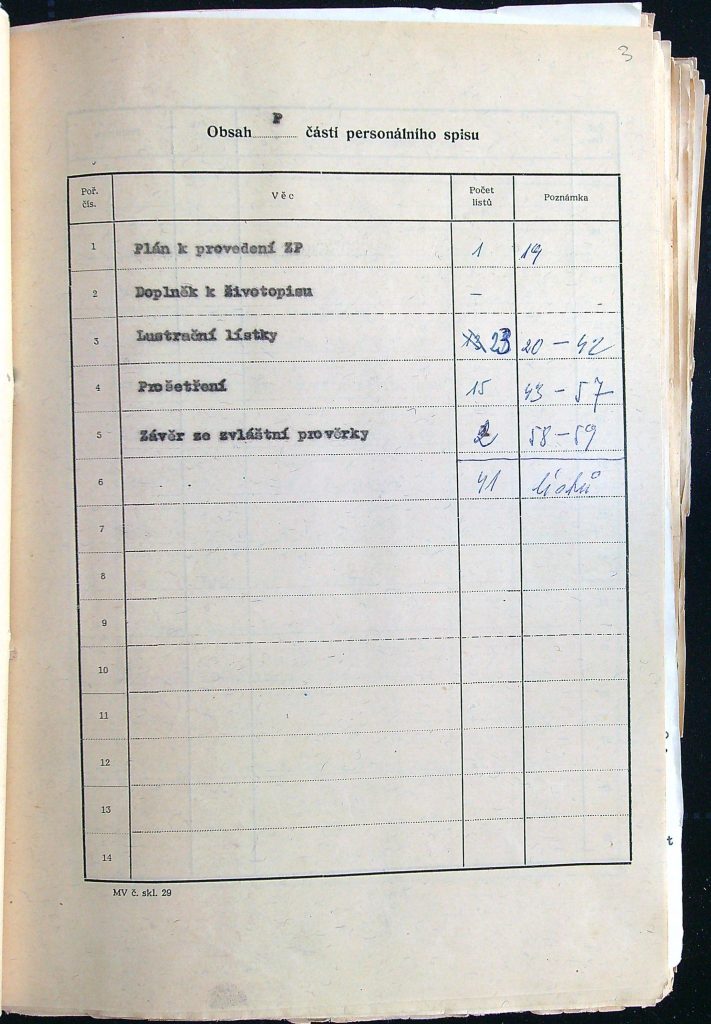 3
Obsah P části personálního spisu
Poř. čís. Věc Počet listů Poznámka
1 Plán k provedení ZP 1 19
2 Doplněk k životopisu –
3 Lustrační lístky 23 20 – 42
4 Prošetření 15 43 – 57
5 Závěr ze zvláštní prověrky 2 58 – 59
6 41 listů
7
8
9
10
11
12
13
14
MV č. skl. 29